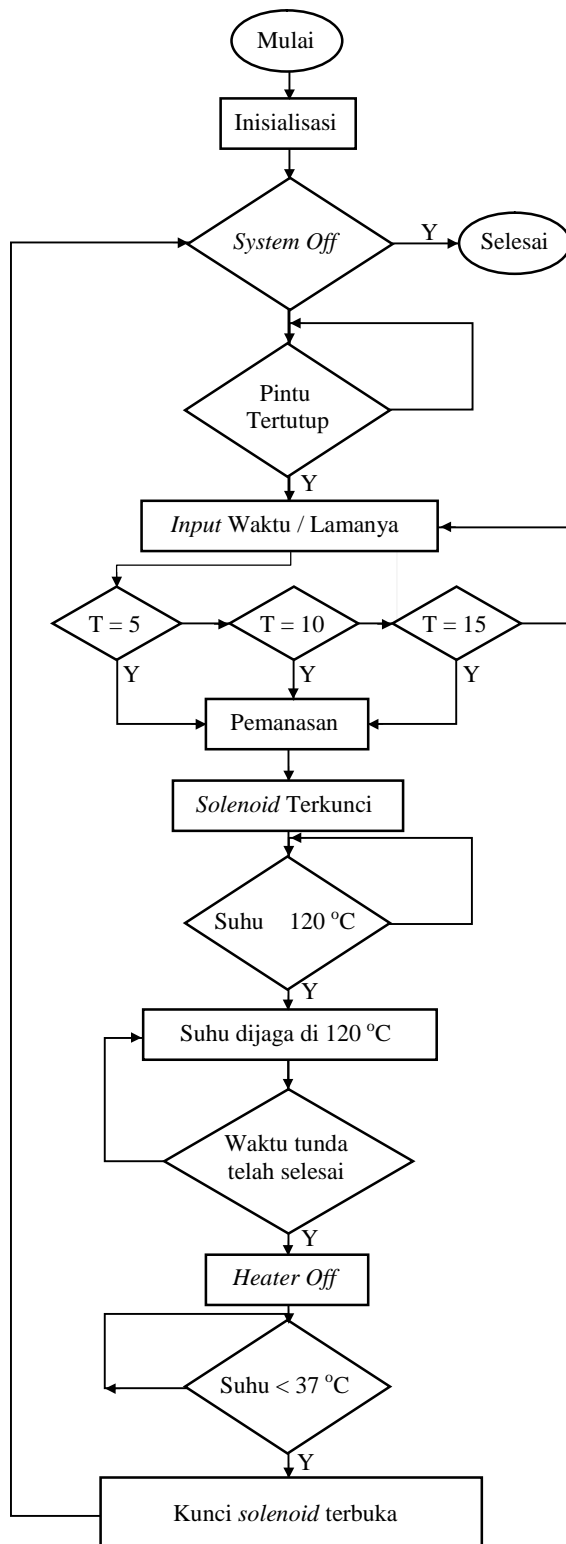 Mulai
Inisialisasi
System Off
Y
Selesai
Pintu
Tertutup
Y
Input Waktu / Lamanya
T = 5
T = 10
T = 15
Y
Y
Y
Pemanasan
Solenoid Terkunci
Suhu 120 °C
Y
Suhu dijaga di 120 °C
Waktu tunda
telah selesai
Y
Heater Off
Suhu < 37 °C
Y
Kunci solenoid terbuka